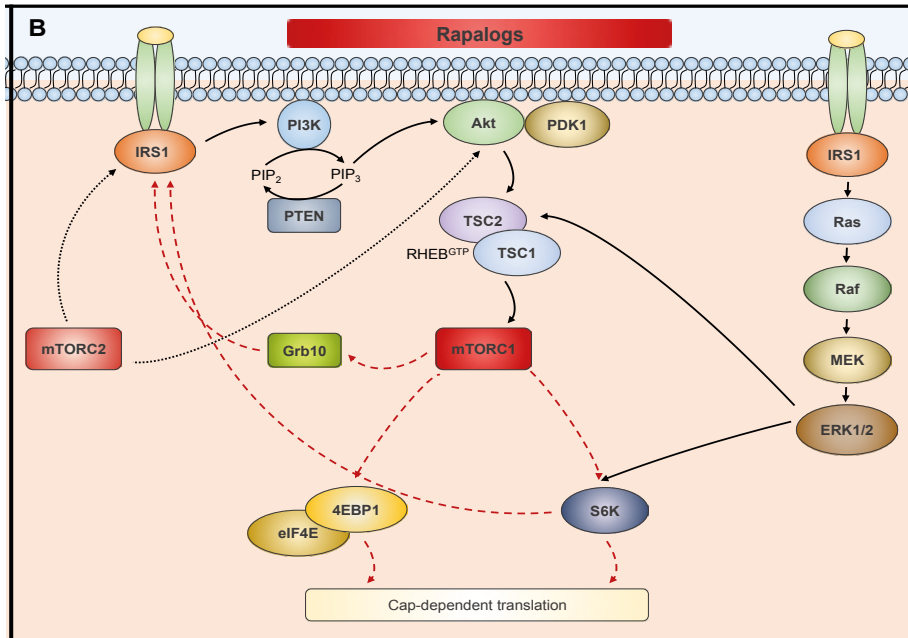 B
Rapalogs
IRS1
PI3K
PIP2
PIP3
PTEN
Akt
PDK1
TSC2
RHEBGTP
TSC1
IRS1
Ras
Raf
mTORC2
Grb10
mTORC1
MEK
ERK1/2
4EBP1
eIF4E
S6K
Cap-dependent translation